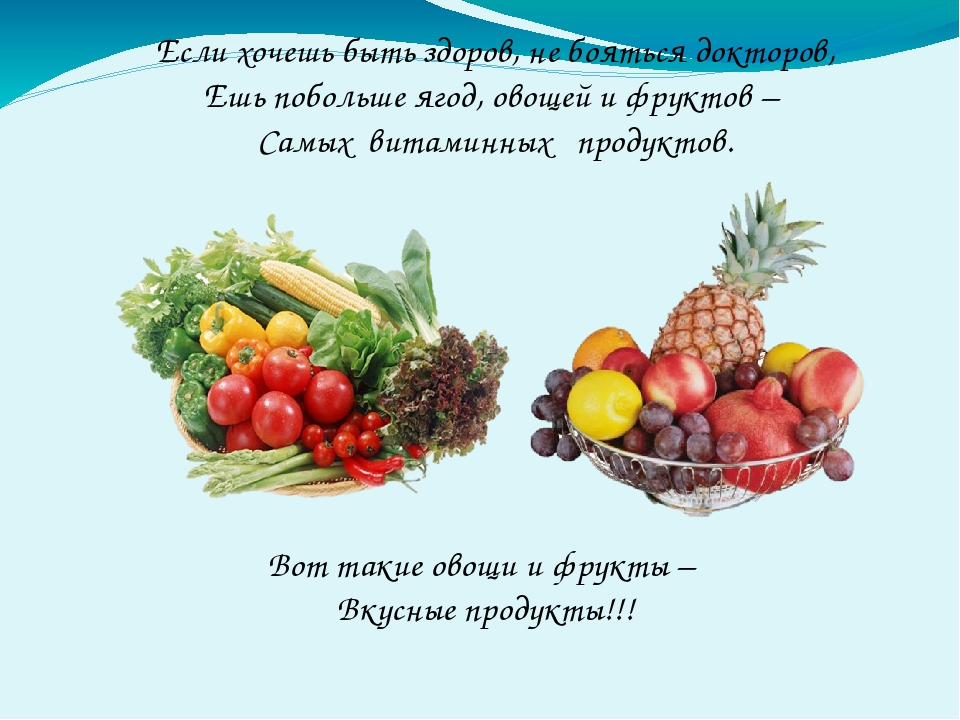 Если хочешь быть здоров, не бояться докторов,
Ешь побольше ягод, овощей и фруктов –
Самых витаминных продуктов.
Вот такие овощи и фрукты –
Вкусные продукты!!!